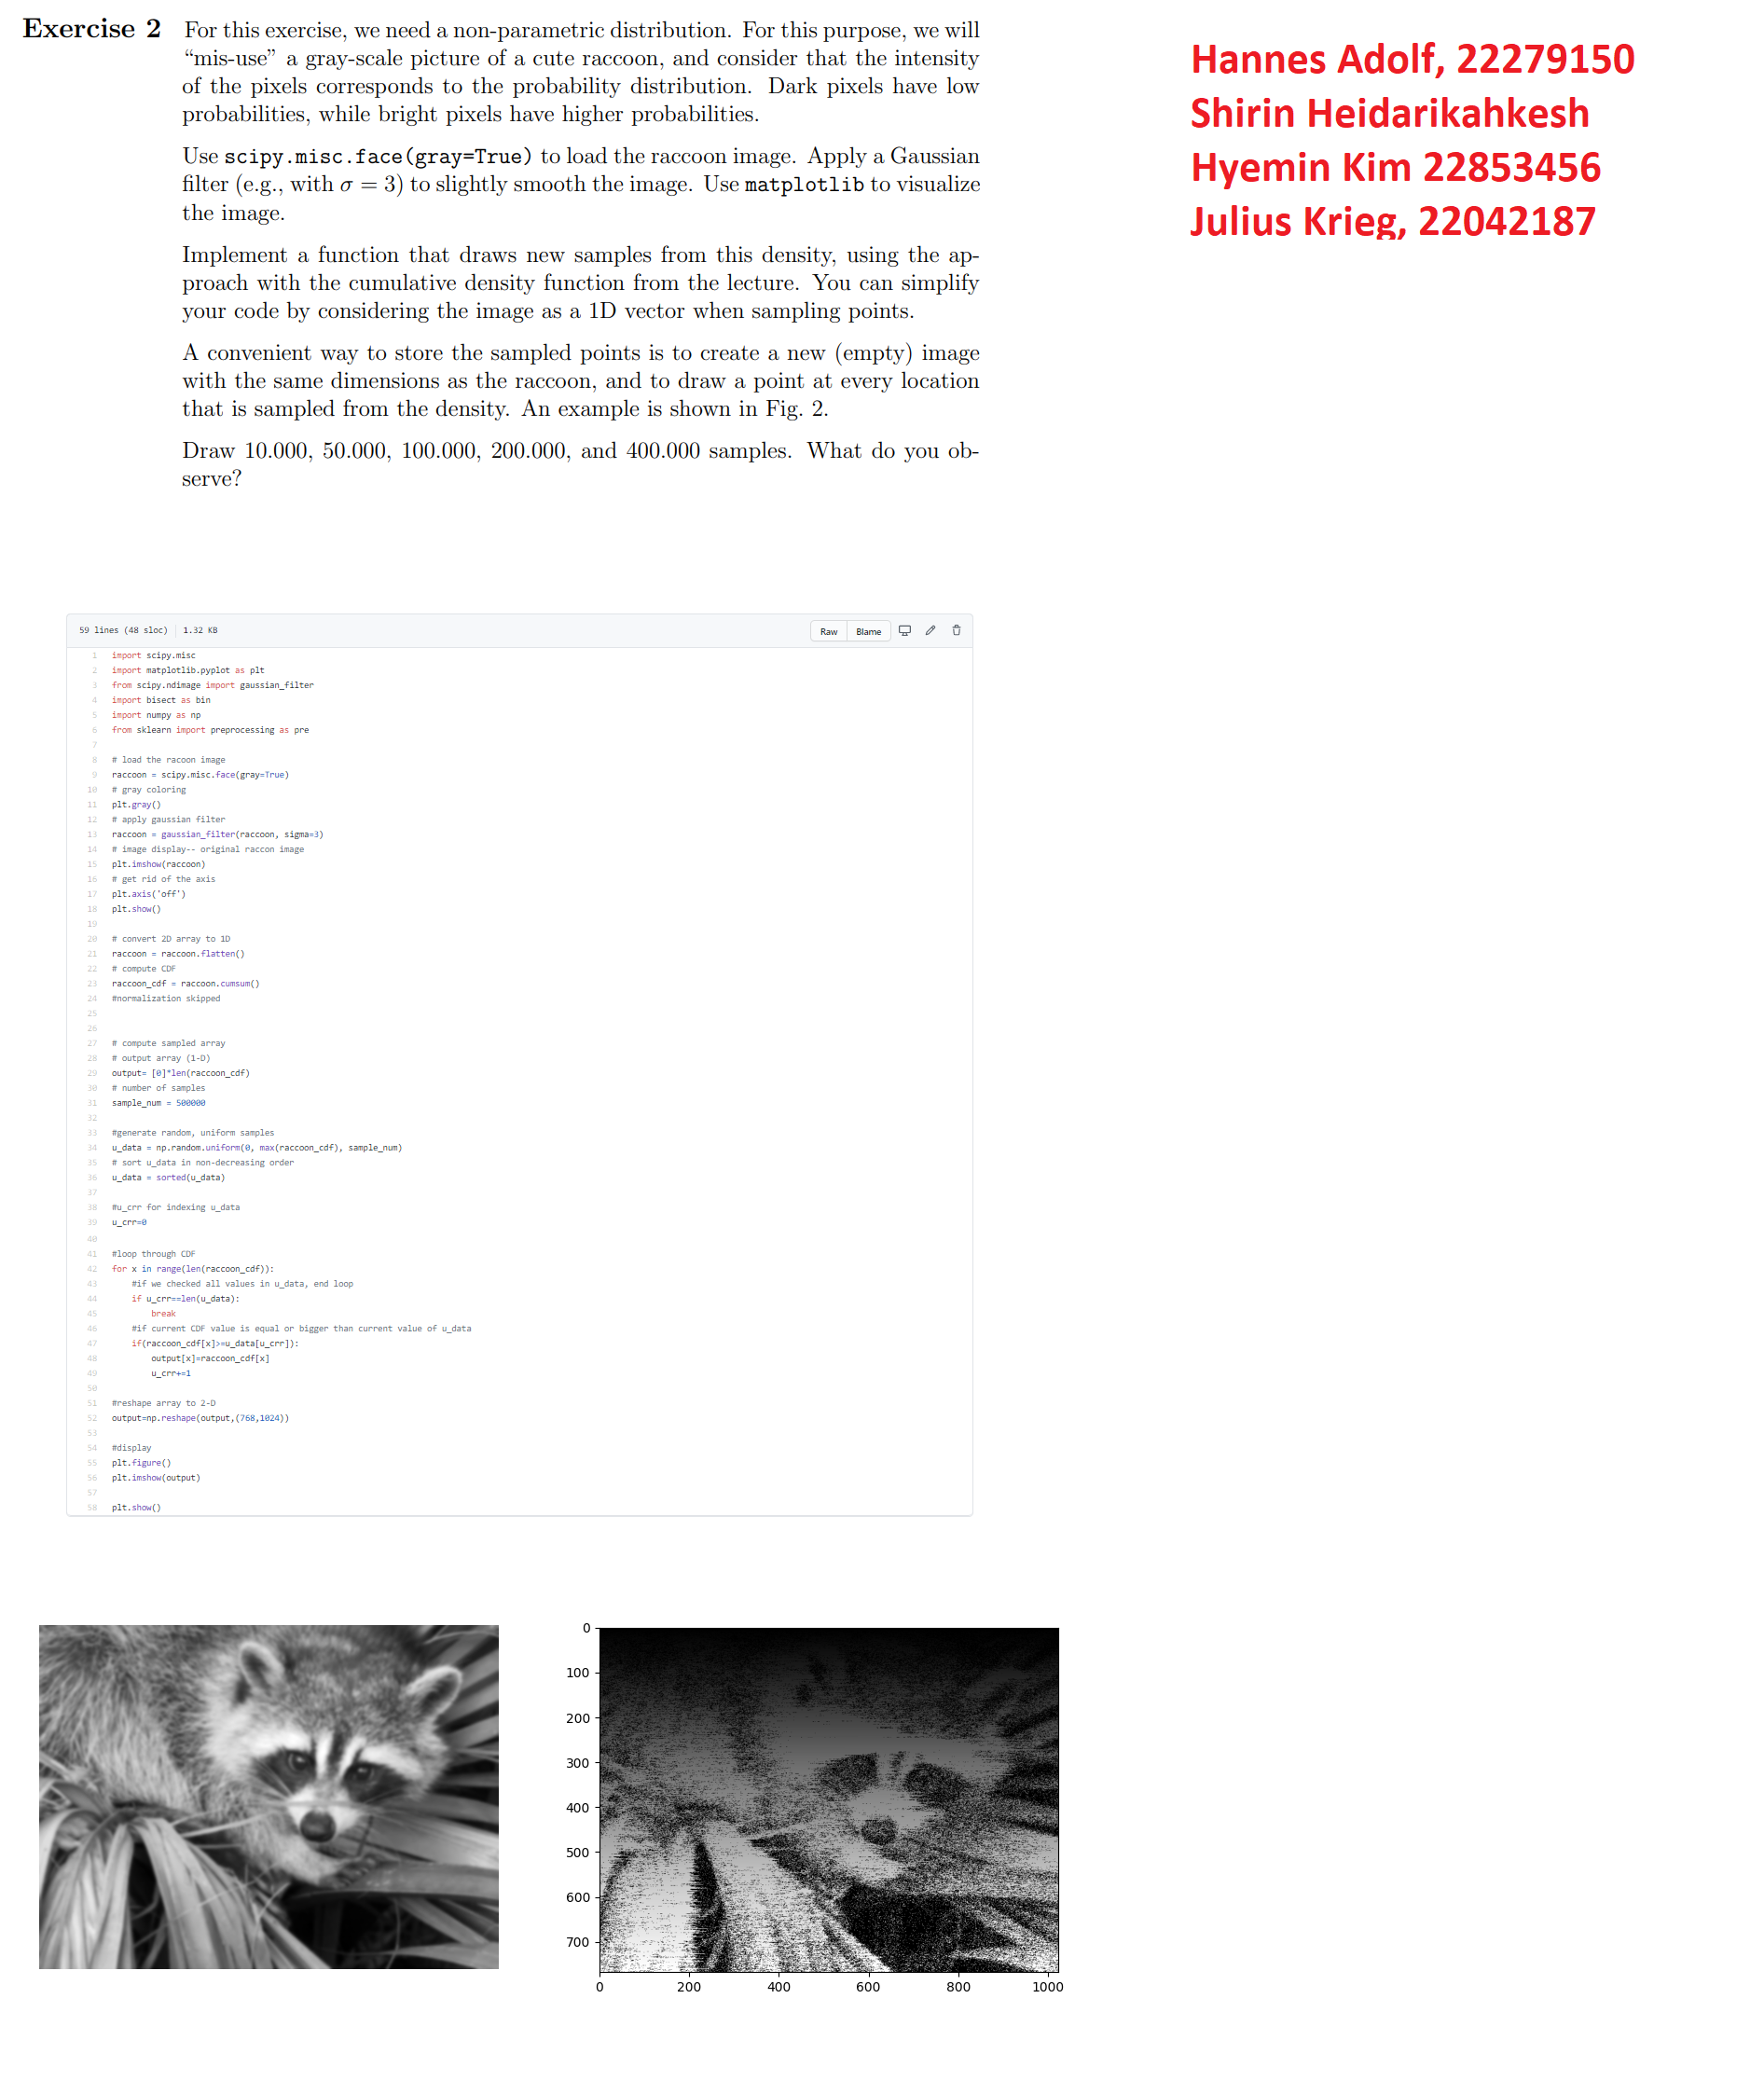 Exercise 2 For this exercise, we need a non-parametric distribution. For this purpose, we will
“mis-use” a gray-scale picture of a cute raccoon, and consider that the intensity
of the pixels corresponds to the probability distribution. Dark pixels have low
probabilities, while bright pixels have higher probabilities.
Use scipy.misc.face(gray=True) to load the raccoon image. Apply a Gaussian
filter (e.g., with σ = 3) to slightly smooth the image. Use matplotlib to visualize
the image.
Implement a function that draws new samples from this density, using the ap-
proach with the cumulative density function from the lecture. You can simplify
your code by considering the image as a 1D vector when sampling points.
A convenient way to store the sampled points is to create a new (empty) image
with the same dimensions as the raccoon, and to draw a point at every location
that is sampled from the density. An example is shown in Fig. 2.
Draw 10.000, 50.000, 100.000, 200.000, and 400.000 samples. What do you ob-
serve?
Hannes Adolf, 22279150
Shirin Heidarikahkesh
Hyemin Kim 22853456
Julius Krieg, 22042187
59 lines (48 sloc) 1.32 KB
Raw Blame
1 import scipy.misc
2 import matplotlib.pyplot as plt
3 from scipy.ndimage import gaussian_filter
4 import bisect as bin
5 import numpy as np
6 from sklearn import preprocessing as pre
7
8 # load the racoon image
9 raccoon = scipy.misc.face(gray=True)
10 # gray coloring
11 plt.gray()
12 # apply gaussian filter
13 raccoon = gaussian_filter(raccoon, sigma=3)
14 # image display-- original raccon image
15 plt.imshow(raccoon)
16 # get rid of the axis
17 plt.axis('off')
18 plt.show()
19
20 # convert 2D array to 1D
21 raccoon = raccoon.flatten()
22 # compute CDF
23 raccoon_cdf = raccoon.cumsum()
24 #normalization skipped
25
26
27 # compute sampled array
28 # output array (1-D)
29 output= [0]*len(raccoon_cdf)
30 # number of samples
31 sample_num = 500000
32
33 #generate random, uniform samples
34 u_data = np.random.uniform(0, max(raccoon_cdf), sample_num)
35 # sort u_data in non-decreasing order
36 u_data = sorted(u_data)
37
38 #u_crr for indexing u_data
39 u_crr=0
40
41 #loop through CDF
42 for x in range(len(raccoon_cdf)):
43 #if we checked all values in u_data, end loop
44 if u_crr==len(u_data):
45 break
46 #if current CDF value is equal or bigger than current value of u_data
47 if(raccoon_cdf[x]>=u_data[u_crr]):
48 output[x]=raccoon_cdf[x]
49 u_crr+=1
50
51 #reshape array to 2-D
52 output=np.reshape(output,(768,1024))
53
54 #display
55 plt.figure()
56 plt.imshow(output)
57
58 plt.show()
0
100
200
300
400
500
600
700
0 200 400 600 800 1000